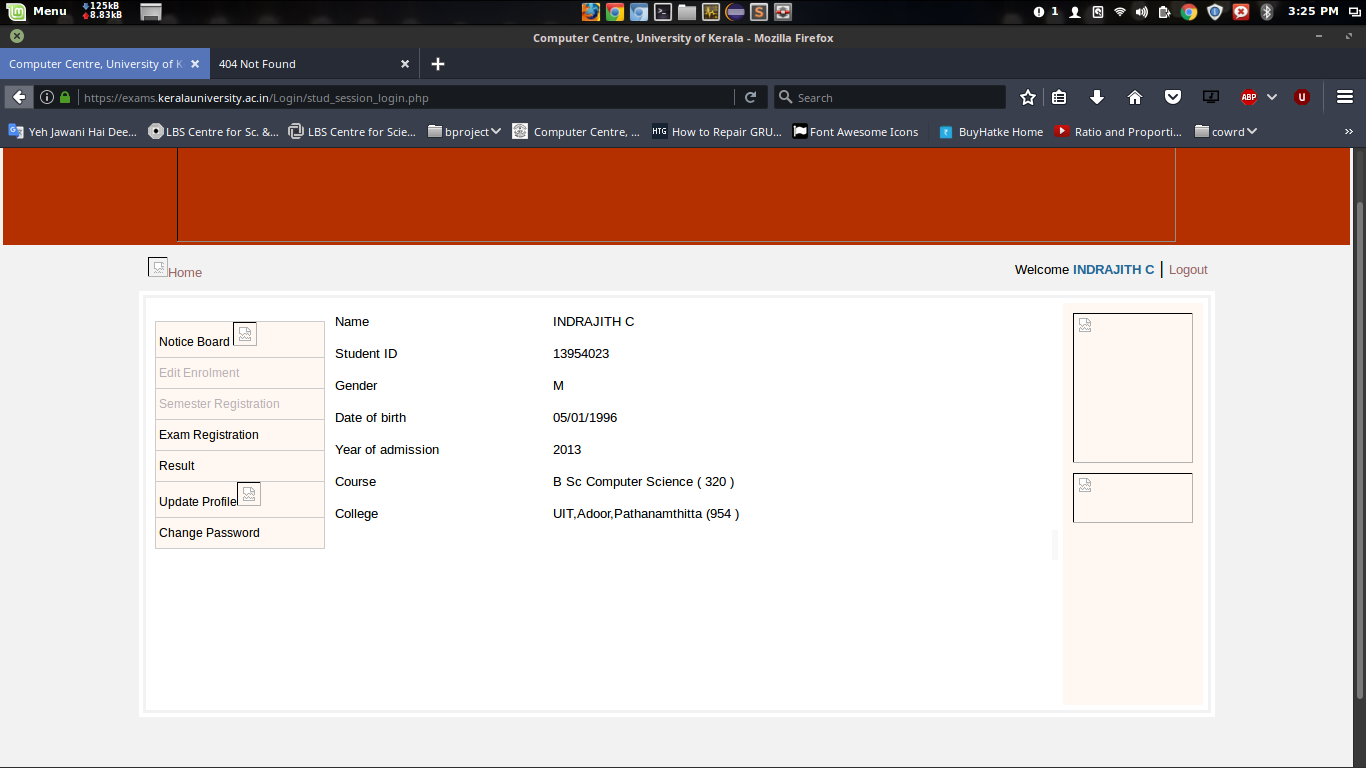 Menu 125kB 8.83kB 1 3:25 PM
Computer Centre, University of Kerala - Mozilla Firefox
Computer Centre, University of K 404 Not Found
https://exams.keralauniversity.ac.in/Login/stud_session_login.php Search ABP U
Yeh Jawani Hai Dee... LBS Centre for Sc. &... LBS Centre for Scie... bproject Computer Centre, ... HTG How to Repair GRU... Font Awesome Icons BuyHatke Home Ratio and Proporti... cowrd »
Home Welcome INDRAJITH C | Logout
Notice Board
Edit Enrolment
Semester Registration
Exam Registration
Result
Update Profile
Change Password
Name INDRAJITH C
Student ID 13954023
Gender M
Date of birth 05/01/1996
Year of admission 2013
Course B Sc Computer Science ( 320 )
College UIT,Adoor,Pathanamthitta (954 )